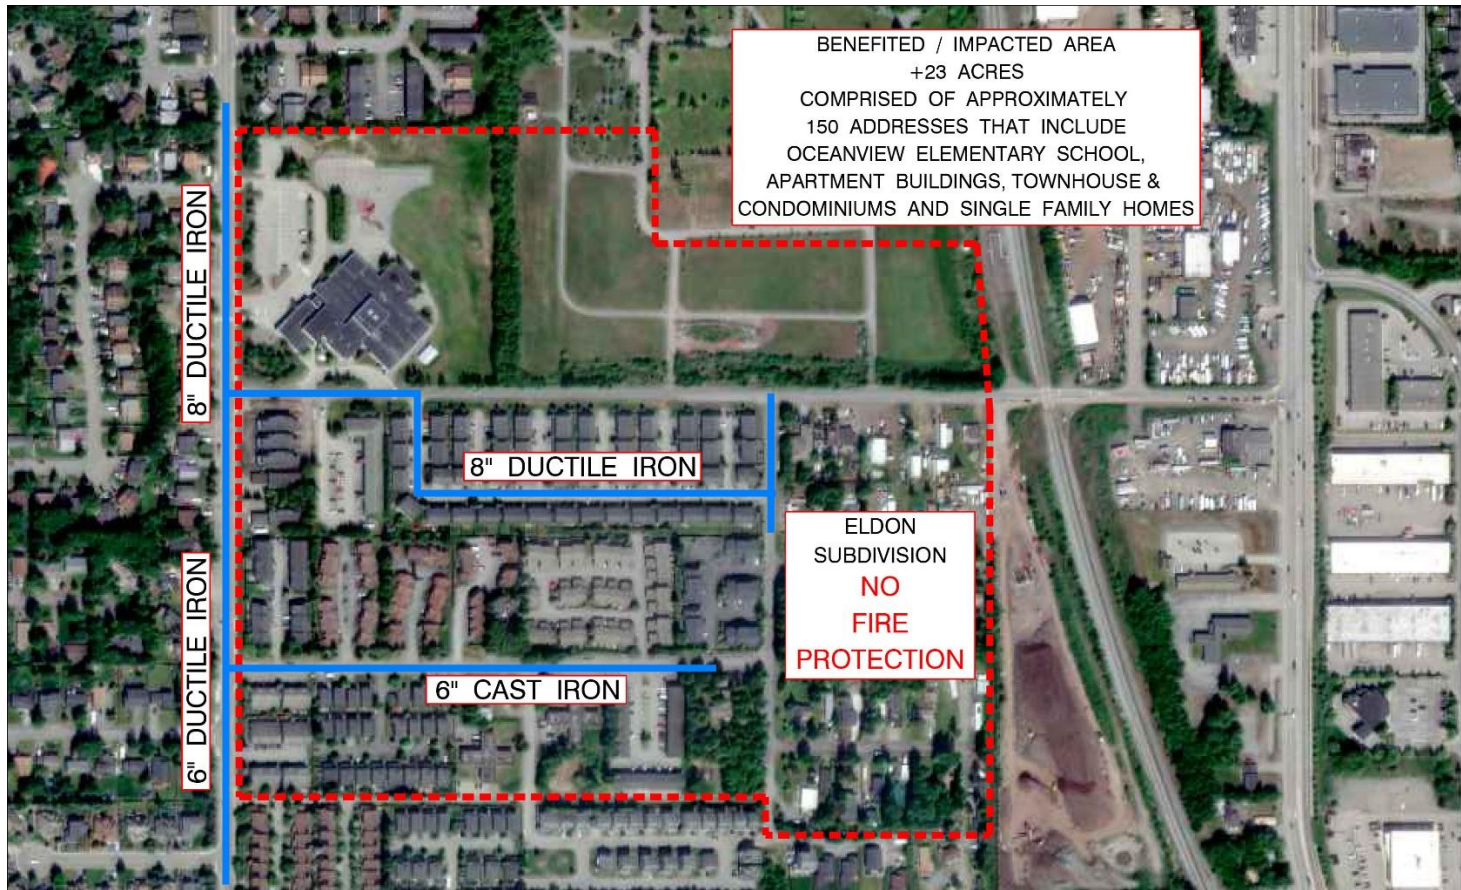 BENEFITED / IMPACTED AREA
+23 ACRES
COMPRISED OF APPROXIMATELY
150 ADDRESSES THAT INCLUDE
OCEANVIEW ELEMENTARY SCHOOL,
APARTMENT BUILDINGS, TOWNHOUSE &
CONDOMINIUMS AND SINGLE FAMILY HOMES
8" DUCTILE IRON
8" DUCTILE IRON
ELDON
SUBDIVISION
NO
FIRE
PROTECTION
6" DUCTILE IRON
6" CAST IRON